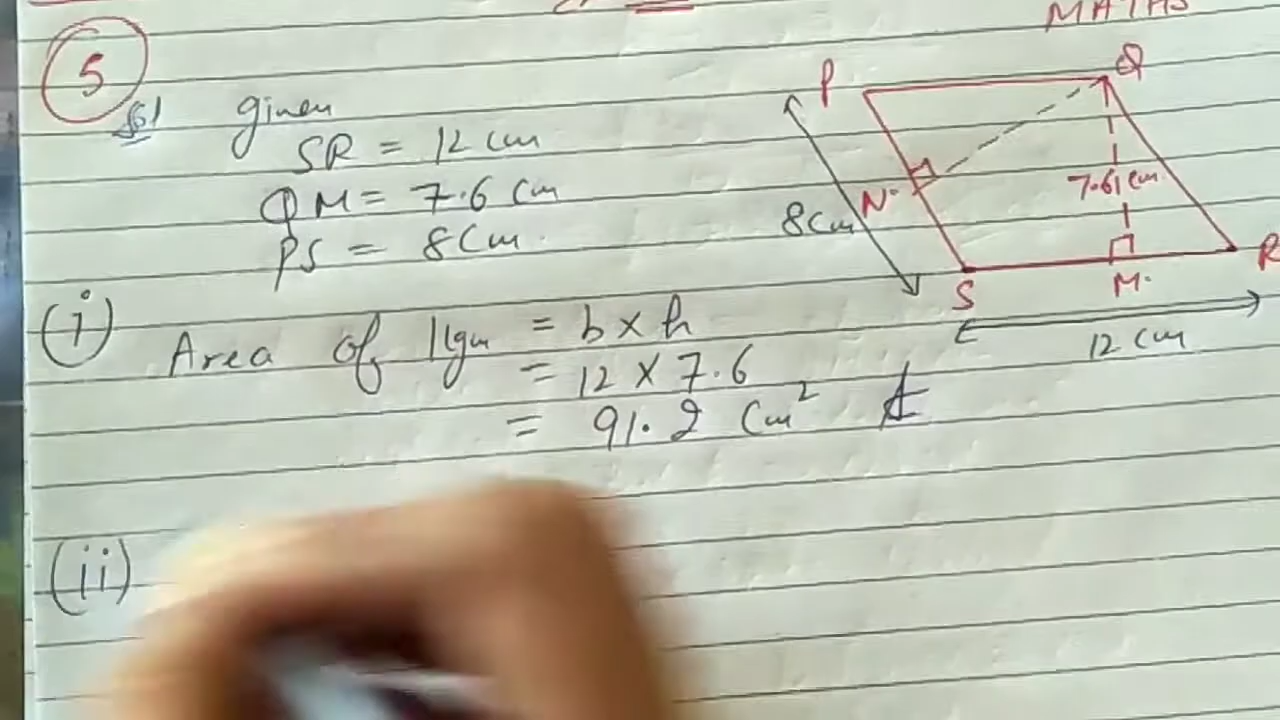 MATHS
5
Sol given
SR = 12 cm
QM = 7.6 cm
PS = 8 cm
P
Q
N
7.6 cm
8 cm
S
M
R
12 cm
(i) Area of ||gm = b × h
= 12 × 7.6
= 91.2 cm²
(ii)